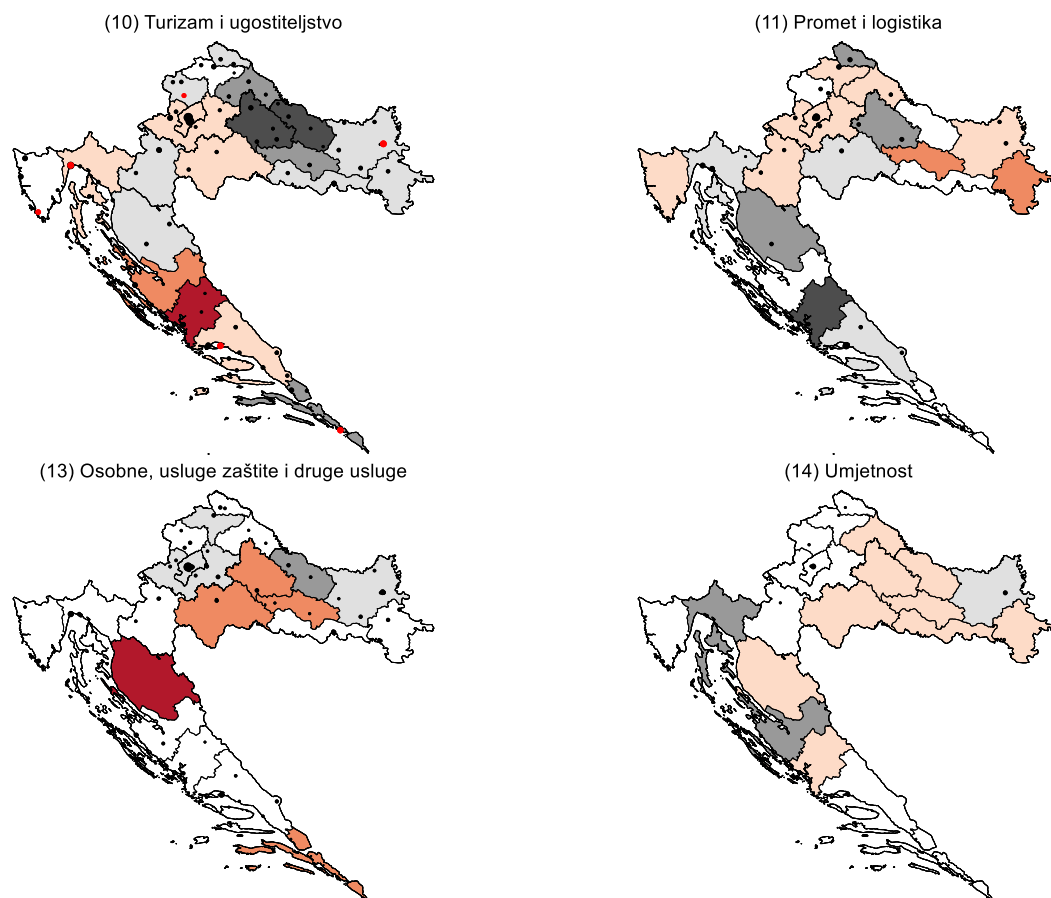 (10) Turizam i ugostiteljstvo
(11) Promet i logistika
(13) Osobne, usluge zaštite i druge usluge
(14) Umjetnost